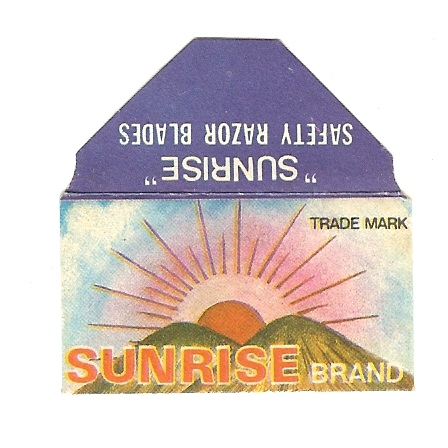 SAFETY RAZOR BLADES
"SUNRISE"
TRADE MARK
SUNRISE BRAND